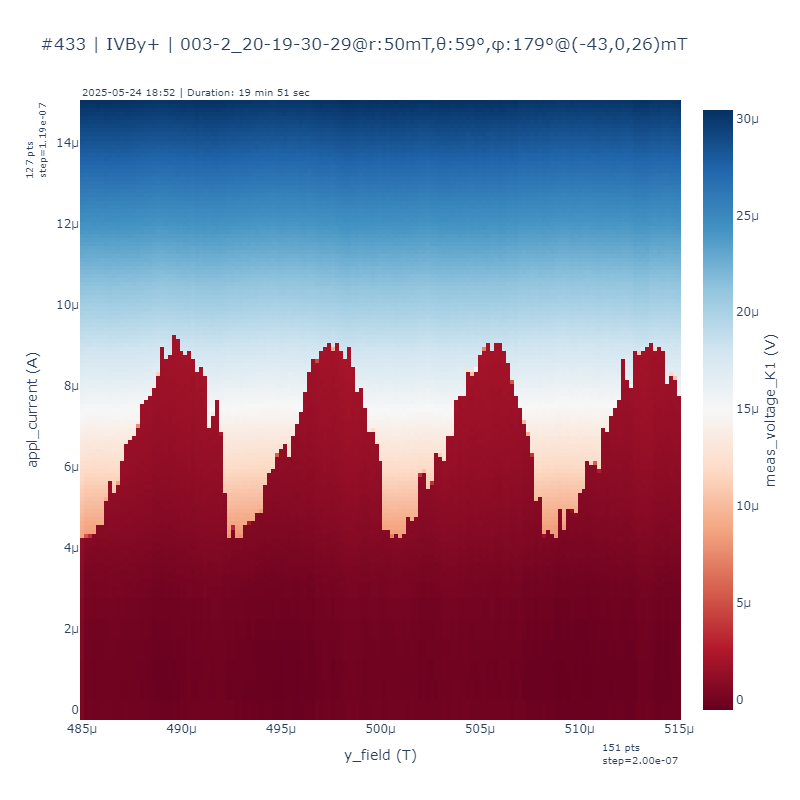 #433 | IVBy+ | 003-2_20-19-30-29@r:50mT,θ:59°,φ:179°@(-43,0,26)mT
2025-05-24 18:52 | Duration: 19 min 51 sec
127 pts
step=1.19e-07
14μ
12μ
10μ
8μ
6μ
4μ
2μ
0
appl_current (A)
485μ
490μ
495μ
500μ
505μ
510μ
515μ
y_field (T)
151 pts
step=2.00e-07
30μ
25μ
20μ
15μ
10μ
5μ
0
meas_voltage_K1 (V)